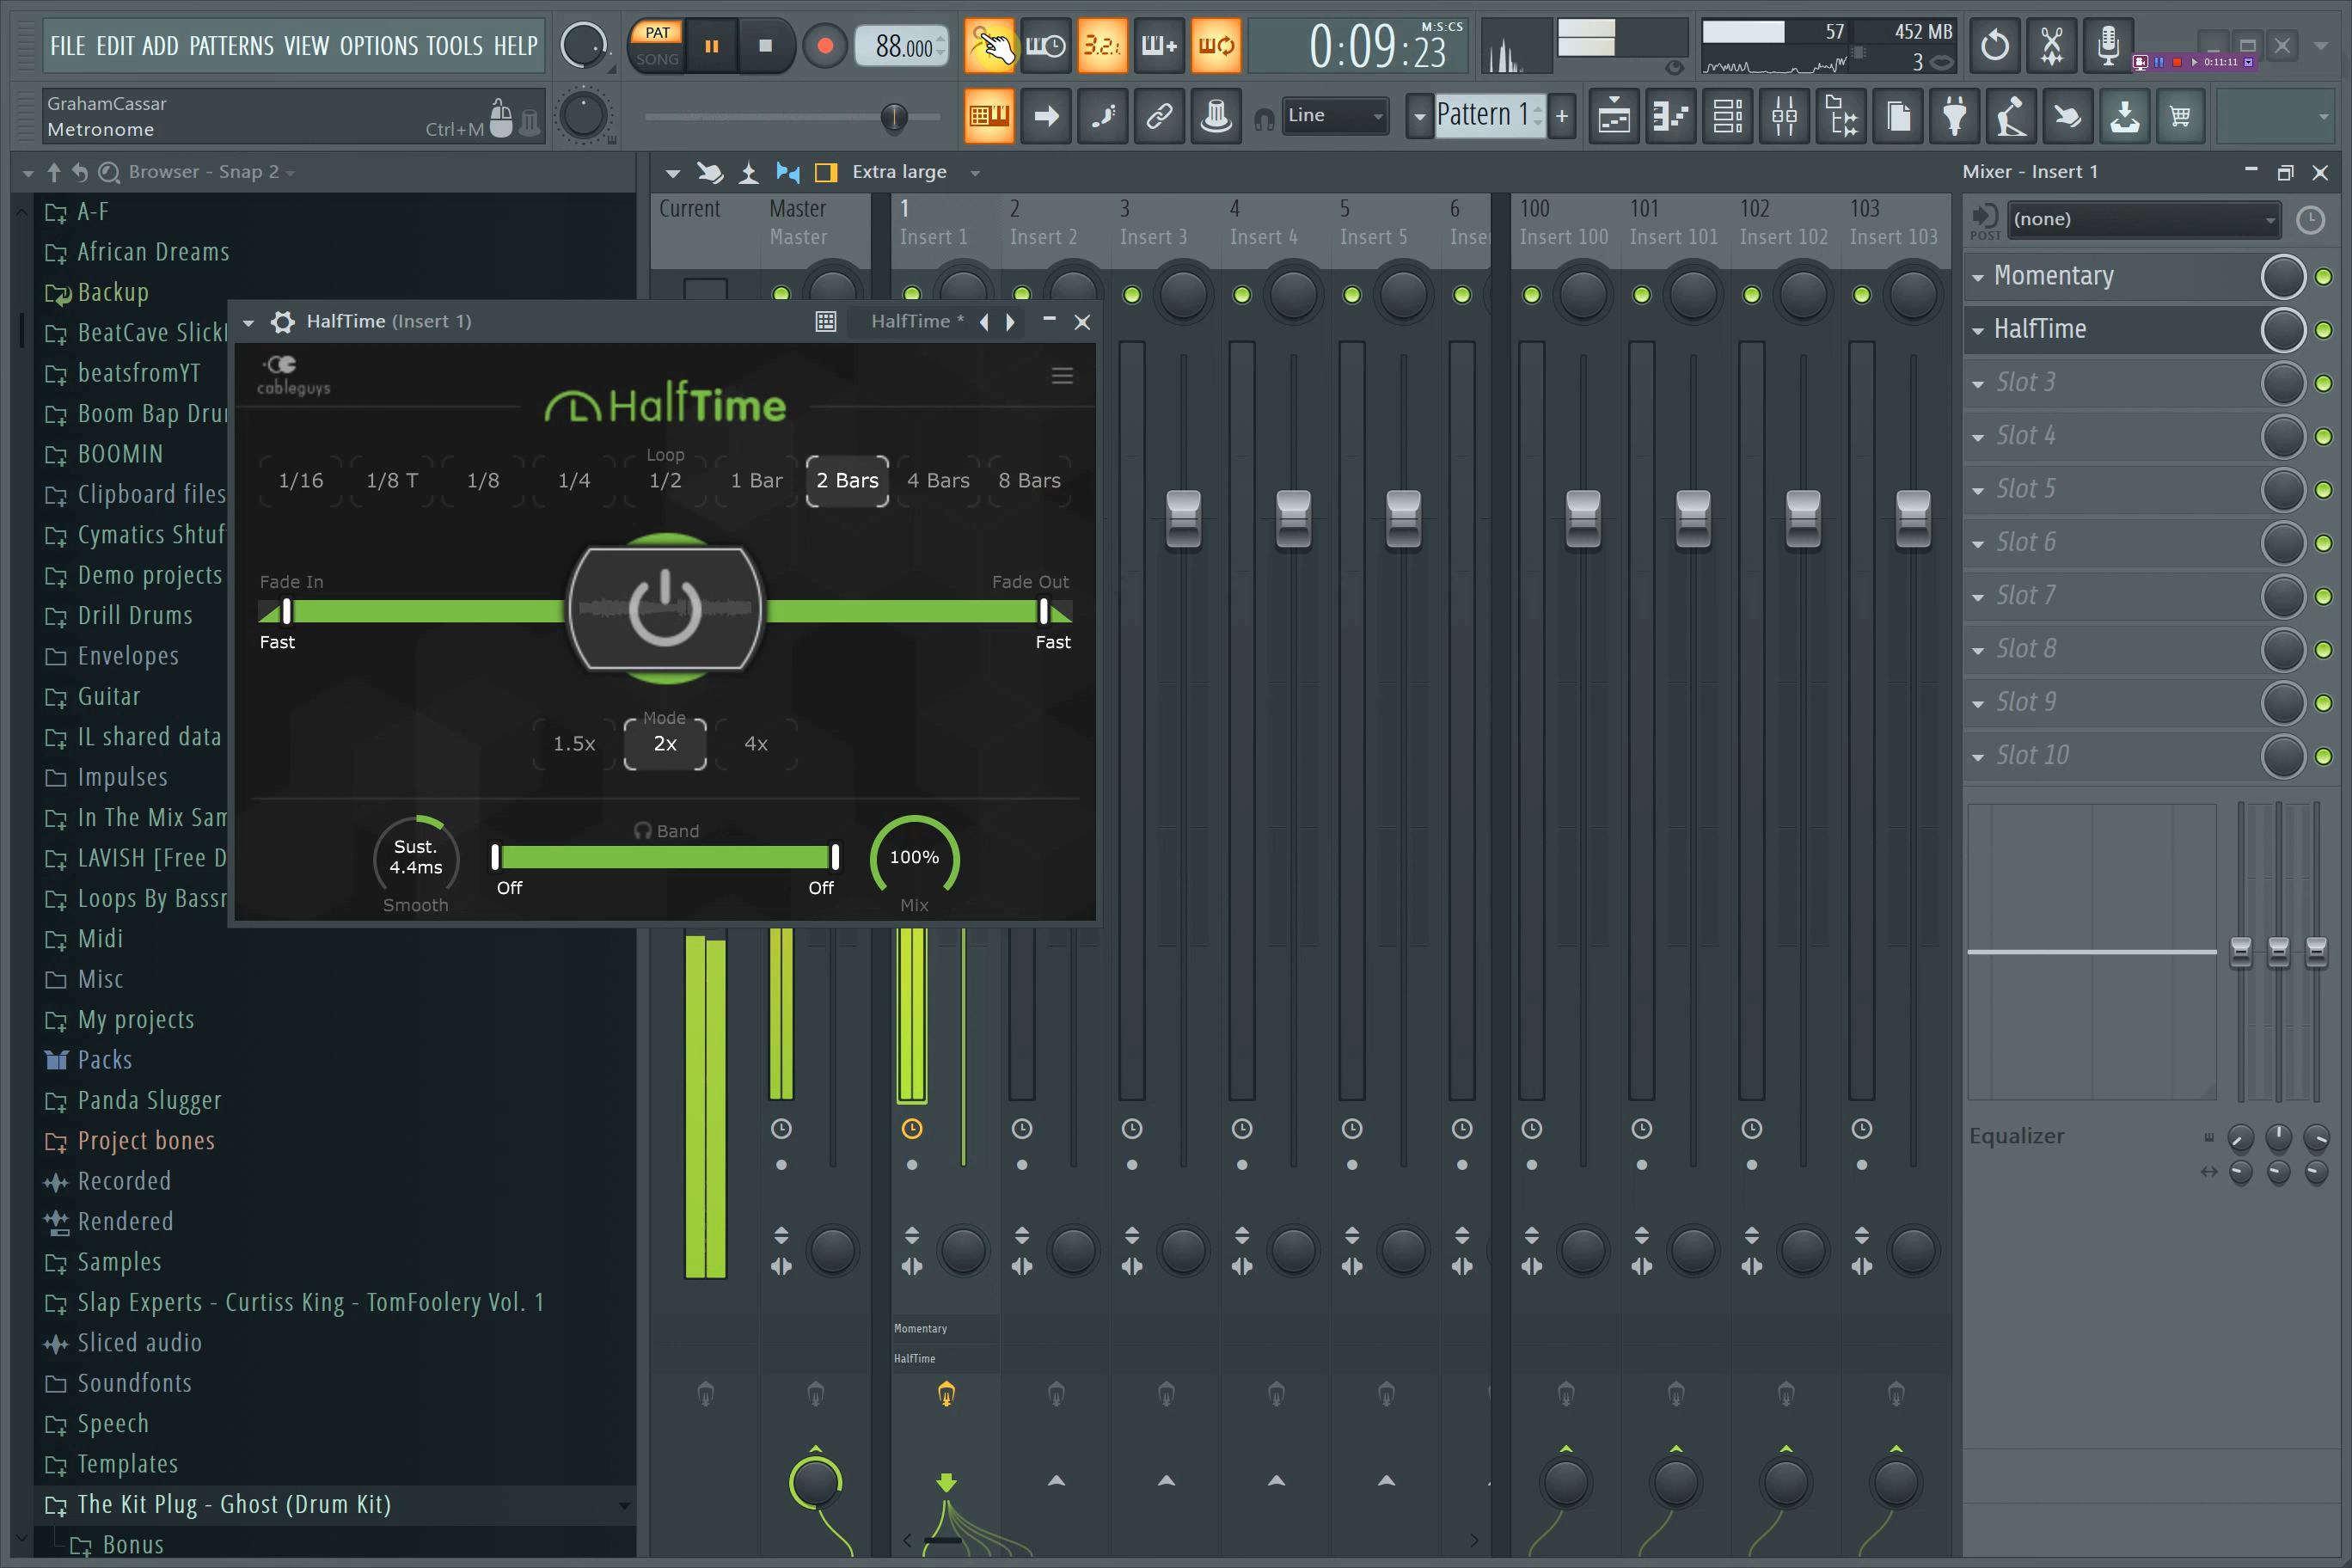 FILE EDIT ADD PATTERNS VIEW OPTIONS TOOLS HELP
PAT
SONG
88.000
3.2.1
0:09:23
M:S:CS
57
452 MB
3
0:11:11
GrahamCassar
Metronome
Ctrl+M
Line
Pattern 1
+
Browser - Snap 2
Extra large
Mixer - Insert 1
A-F
African Dreams
Backup
BeatCave Slick
beatsfromYT
Boom Bap Dru
BOOMIN
Clipboard files
Cymatics Shtuf
Demo projects
Drill Drums
Envelopes
Guitar
IL shared data
Impulses
In The Mix Sam
LAVISH [Free D
Loops By Bassr
Midi
Misc
My projects
Packs
Panda Slugger
Project bones
Recorded
Rendered
Samples
Slap Experts - Curtiss King - TomFoolery Vol. 1
Sliced audio
Soundfonts
Speech
Templates
The Kit Plug - Ghost (Drum Kit)
Bonus
Current
Master
1
2
3
4
5
6
100
101
102
103
Master
Insert 1
Insert 2
Insert 3
Insert 4
Insert 5
Inse
Insert 100
Insert 101
Insert 102
Insert 103
HalfTime (Insert 1)
HalfTime *
cableguys
HalfTime
Loop
1/16
1/8 T
1/8
1/4
1/2
1 Bar
2 Bars
4 Bars
8 Bars
Fade In
Fade Out
Fast
Fast
Mode
1.5x
2x
4x
Sust.
4.4ms
Smooth
Band
Off
Off
100%
Mix
Momentary
HalfTime
POST
(none)
Momentary
HalfTime
Slot 3
Slot 4
Slot 5
Slot 6
Slot 7
Slot 8
Slot 9
Slot 10
Equalizer